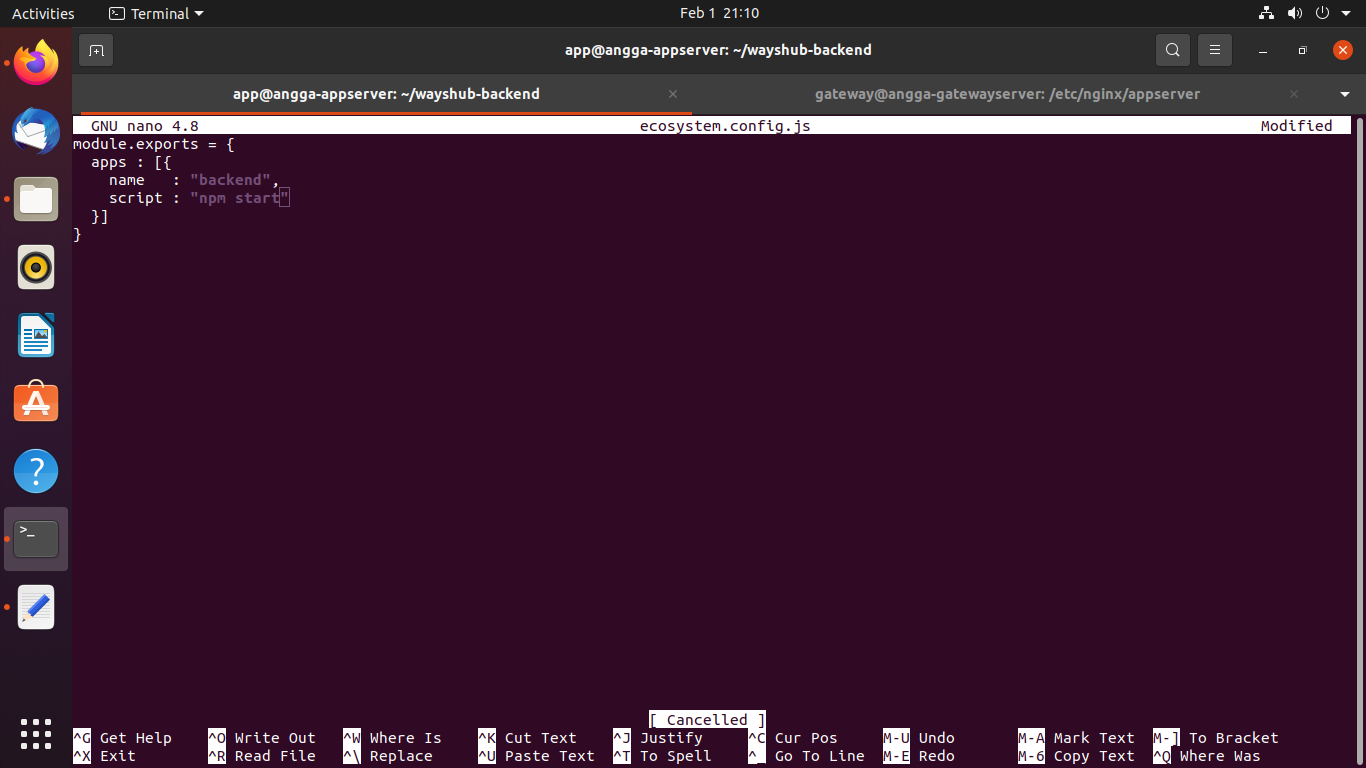 Activities
Terminal
Feb 1 21:10
app@angga-appserver: ~/wayshub-backend
app@angga-appserver: ~/wayshub-backend
gateway@angga-gatewayserver: /etc/nginx/appserver
GNU nano 4.8 ecosystem.config.js Modified
module.exports = {
  apps : [{
    name   : "backend",
    script : "npm start"
  }]
}
[ Cancelled ]
^G Get Help ^O Write Out ^W Where Is ^K Cut Text ^J Justify ^C Cur Pos M-U Undo M-A Mark Text M-] To Bracket
^X Exit ^R Read File ^\ Replace ^U Paste Text ^T To Spell ^_ Go To Line M-E Redo M-6 Copy Text ^Q Where Was